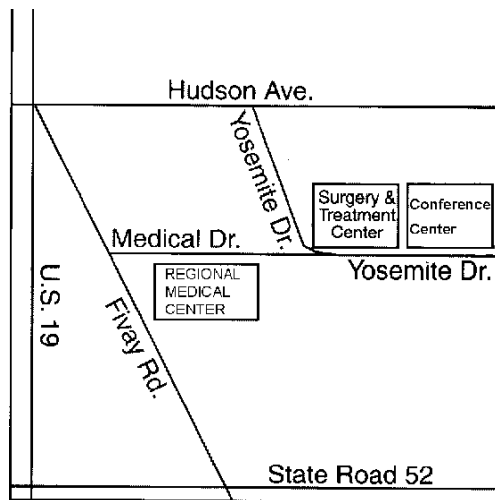 Hudson Ave.
Yosemite Dr.
Surgery &
Treatment
Center
Conference
Center
Medical Dr.
Yosemite Dr.
REGIONAL
MEDICAL
CENTER
U.S. 19
Fivay Rd.
State Road 52